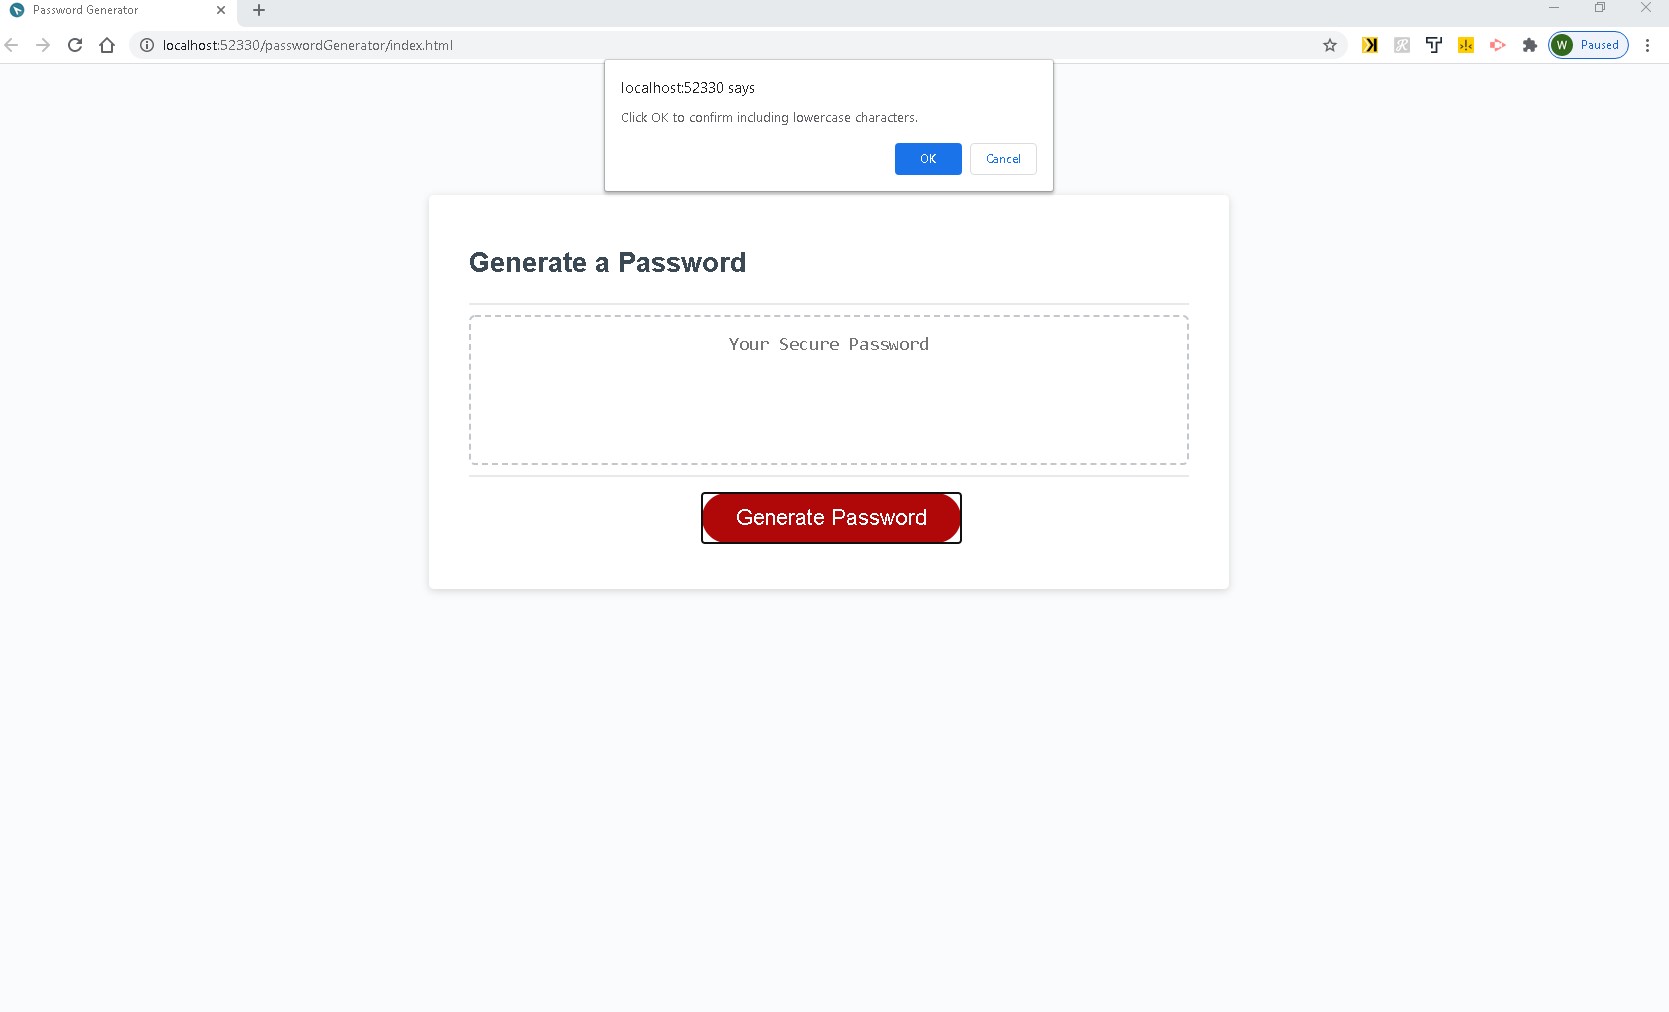 Password Generator
localhost:52330/passwordGenerator/index.html
W Paused
localhost:52330 says
Click OK to confirm including lowercase characters.
OK Cancel
Generate a Password
Your Secure Password
Generate Password